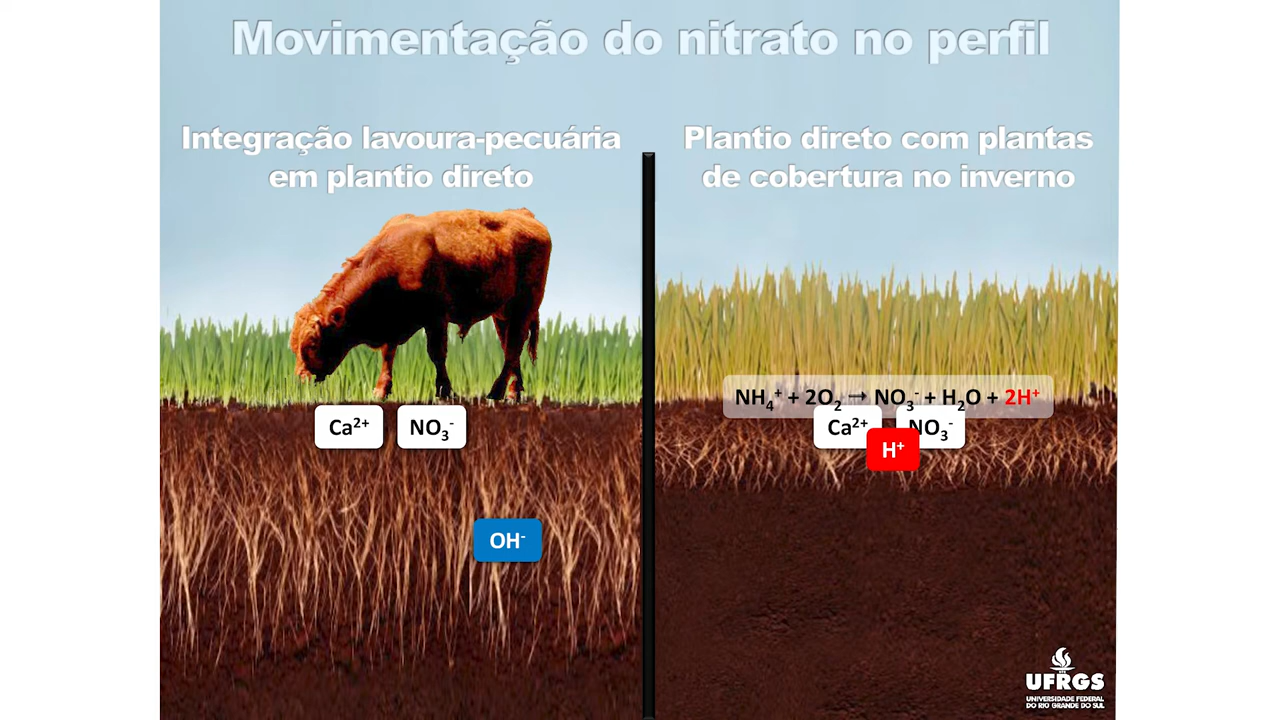 Movimentação do nitrato no perfil
Integração lavoura-pecuária
em plantio direto
Plantio direto com plantas
de cobertura no inverno
NH₄⁺ + 2O₂ → NO₃⁻ + H₂O + 2H⁺
Ca²⁺ NO₃⁻
Ca²⁺ NO₃⁻
H⁺
OH⁻
UFRGS
UNIVERSIDADE FEDERAL
DO RIO GRANDE DO SUL